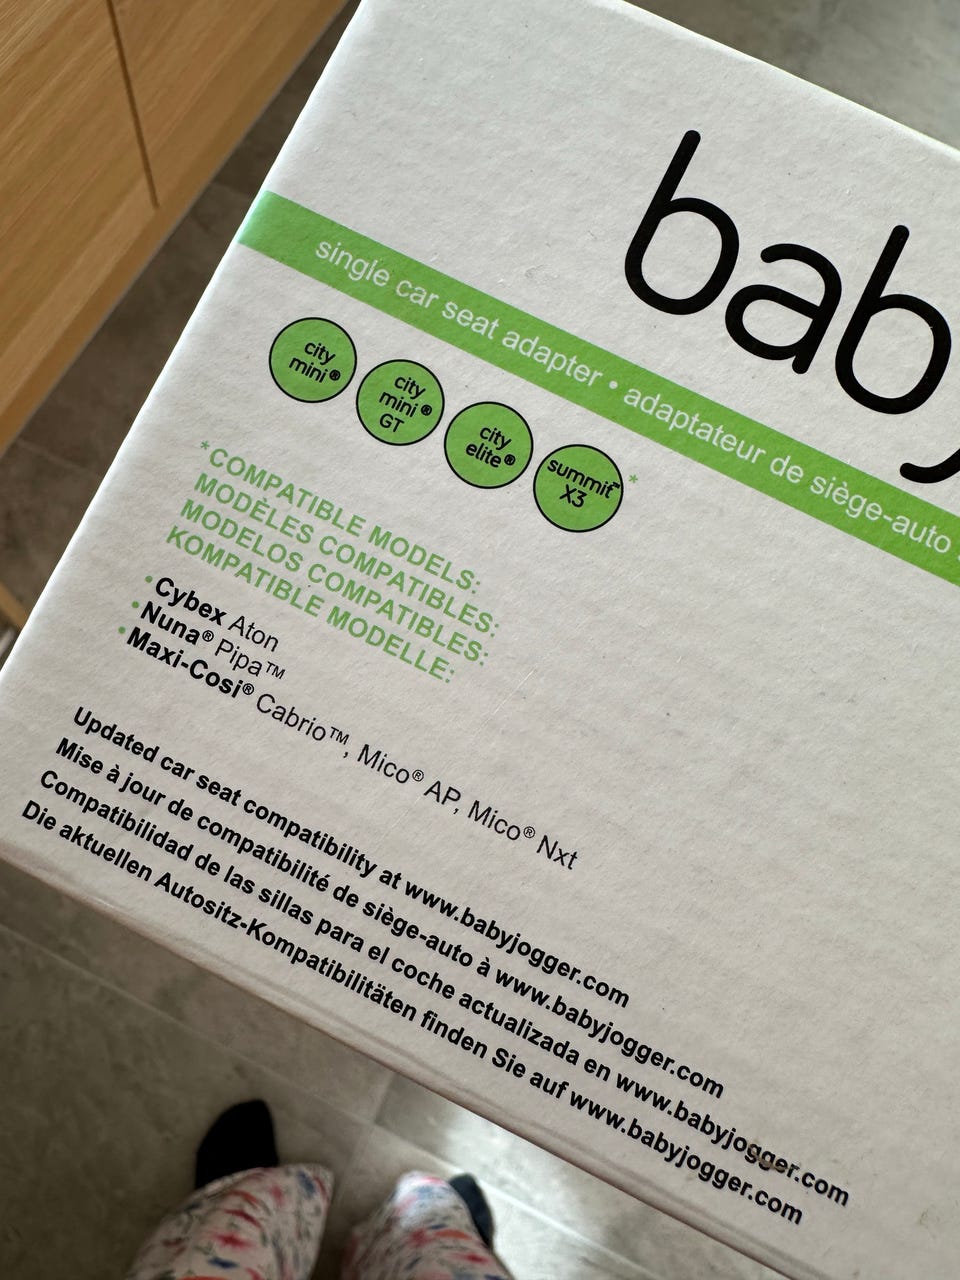 baby
single car seat adapter • adaptateur de siège-auto
city mini®
city mini® GT
city elite®
summit™ X3*
*COMPATIBLE MODELS:
MODÈLES COMPATIBLES:
MODELOS COMPATIBLES:
KOMPATIBLE MODELLE:
•Cybex Aton
•Nuna® Pipa™
•Maxi-Cosi® Cabrio™, Mico® AP, Mico® Nxt
Updated car seat compatibility at www.babyjogger.com
Mise à jour de compatibilité de siège-auto à www.babyjogger.com
Compatibilidad de las sillas para el coche actualizada en www.babyjogger.com
Die aktuellen Autositz-Kompatibilitäten finden Sie auf www.babyjogger.com